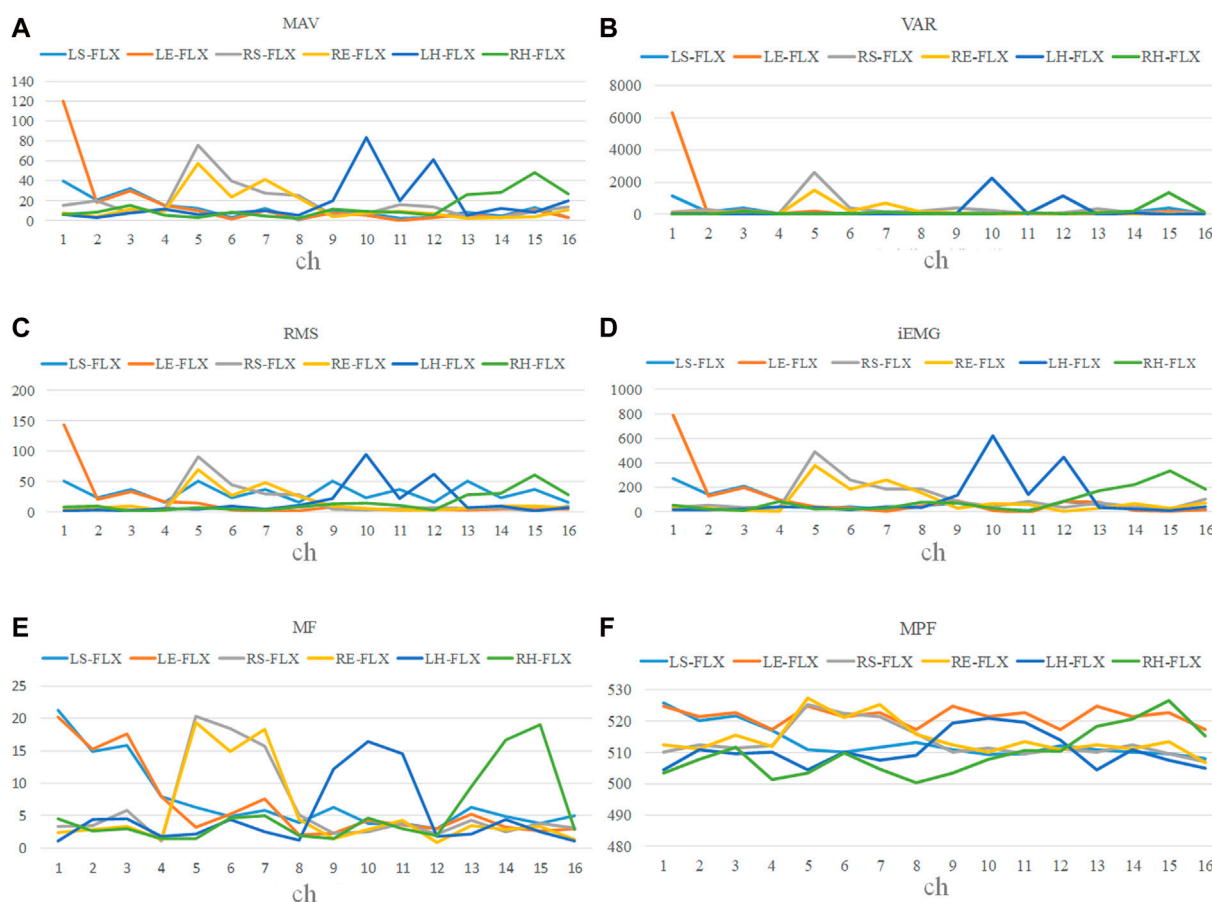 A
MAV
LS-FLX LE-FLX RS-FLX RE-FLX LH-FLX RH-FLX
140
120
100
80
60
40
20
0
1 2 3 4 5 6 7 8 9 10 11 12 13 14 15 16
ch
B
VAR
LS-FLX LE-FLX RS-FLX RE-FLX LH-FLX RH-FLX
8000
6000
4000
2000
0
1 2 3 4 5 6 7 8 9 10 11 12 13 14 15 16
ch
C
RMS
LS-FLX LE-FLX RS-FLX RE-FLX LH-FLX RH-FLX
200
150
100
50
0
1 2 3 4 5 6 7 8 9 10 11 12 13 14 15 16
ch
D
iEMG
LS-FLX LE-FLX RS-FLX RE-FLX LH-FLX RH-FLX
1000
800
600
400
200
0
1 2 3 4 5 6 7 8 9 10 11 12 13 14 15 16
ch
E
MF
LS-FLX LE-FLX RS-FLX RE-FLX LH-FLX RH-FLX
25
20
15
10
5
0
1 2 3 4 5 6 7 8 9 10 11 12 13 14 15 16
ch
F
MPF
LS-FLX LE-FLX RS-FLX RE-FLX LH-FLX RH-FLX
530
520
510
500
490
480
1 2 3 4 5 6 7 8 9 10 11 12 13 14 15 16
ch